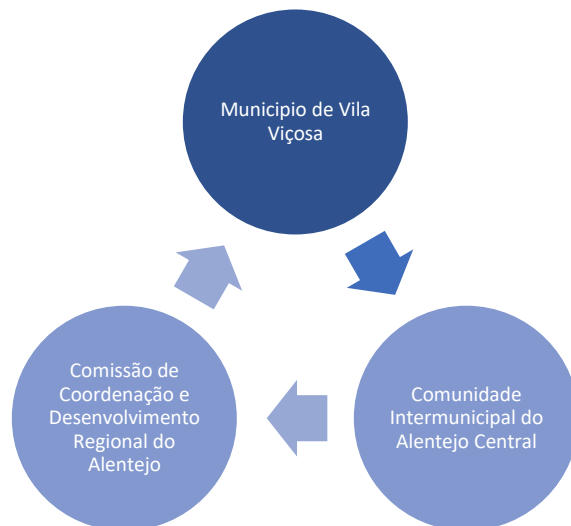 Municipio de Vila
Viçosa
Comissão de
Coordenação e
Desenvolvimento
Regional do
Alentejo
Comunidade
Intermunicipal do
Alentejo Central